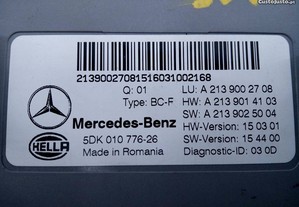 CustoJusto.pt
21390027081516031002168
Q: 01 LU: A 213 900 27 08
Type: BC-F HW: A 213 901 41 03
Mercedes-Benz SW: A 213 902 50 04
5DK 010 776-26 HW-Version: 15 03 01
HELLA Made in Romania SW-Version: 15 44 00
Diagnostic-ID: 03 0D